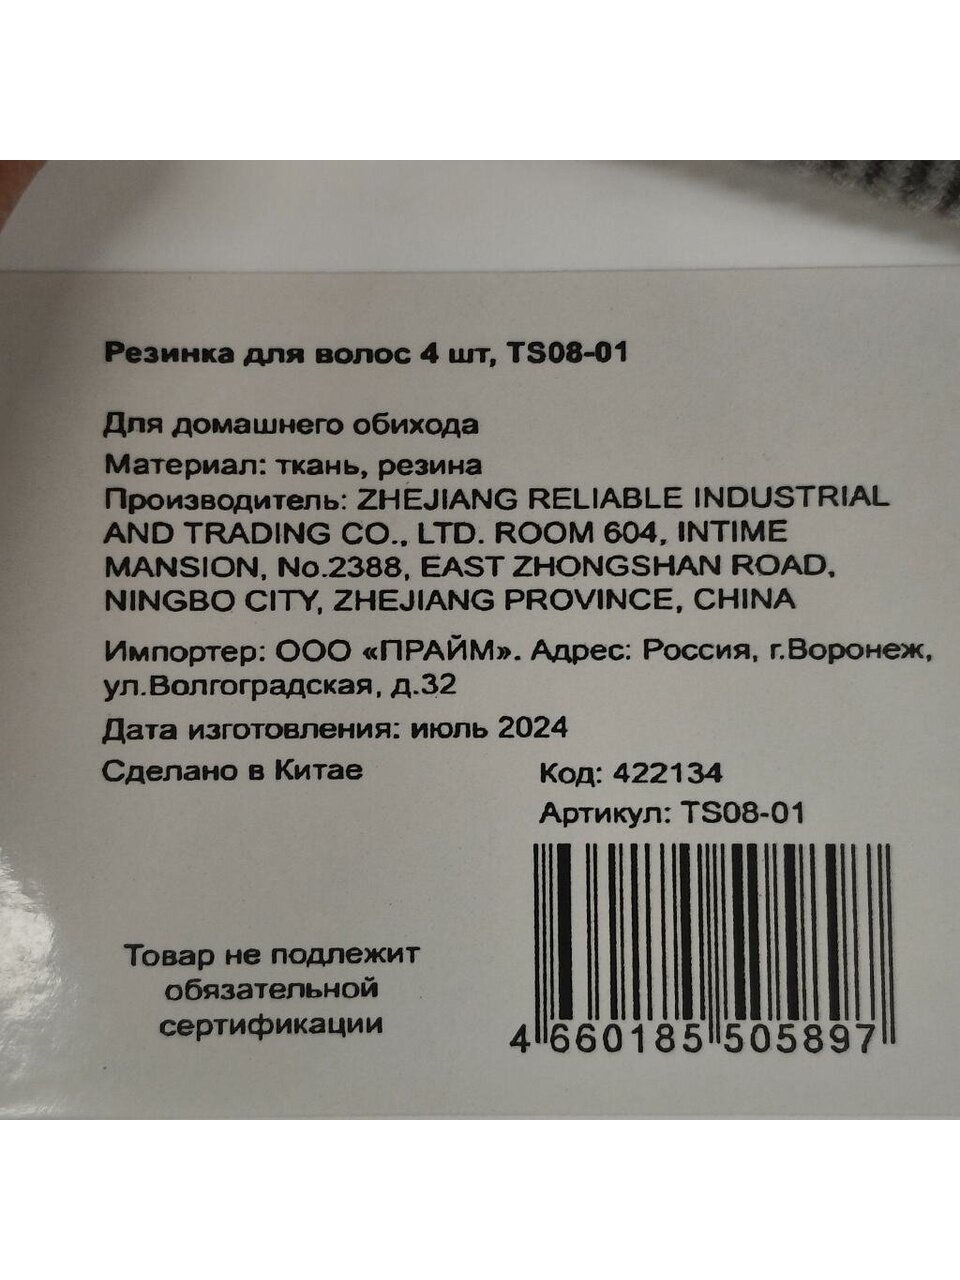 Резинка для волос 4 шт, TS08-01
Для домашнего обихода
Материал: ткань, резина
Производитель: ZHEJIANG RELIABLE INDUSTRIAL
AND TRADING CO., LTD. ROOM 604, INTIME
MANSION, No.2388, EAST ZHONGSHAN ROAD,
NINGBO CITY, ZHEJIANG PROVINCE, CHINA
Импортер: ООО «ПРАЙМ». Адрес: Россия, г.Воронеж,
ул.Волгоградская, д.32
Дата изготовления: июль 2024
Сделано в Китае
Код: 422134
Артикул: TS08-01
Товар не подлежит
обязательной
сертификации
4 660185 505897